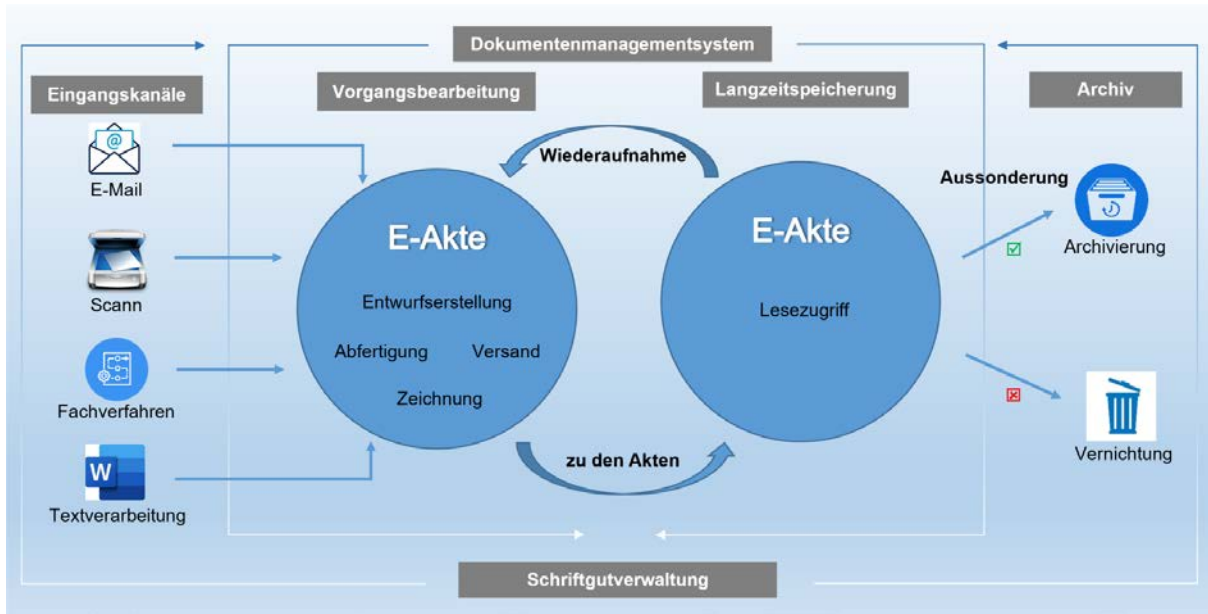 Dokumentenmanagementsystem
Eingangskanäle
Vorgangsbearbeitung
Langzeitspeicherung
Archiv
@
E-Mail
Wiederaufnahme
Aussonderung
E-Akte
E-Akte
Archivierung
Scann
Entwurfserstellung
Lesezugriff
Abfertigung
Versand
Zeichnung
Fachverfahren
zu den Akten
Vernichtung
W
Textverarbeitung
Schriftgutverwaltung